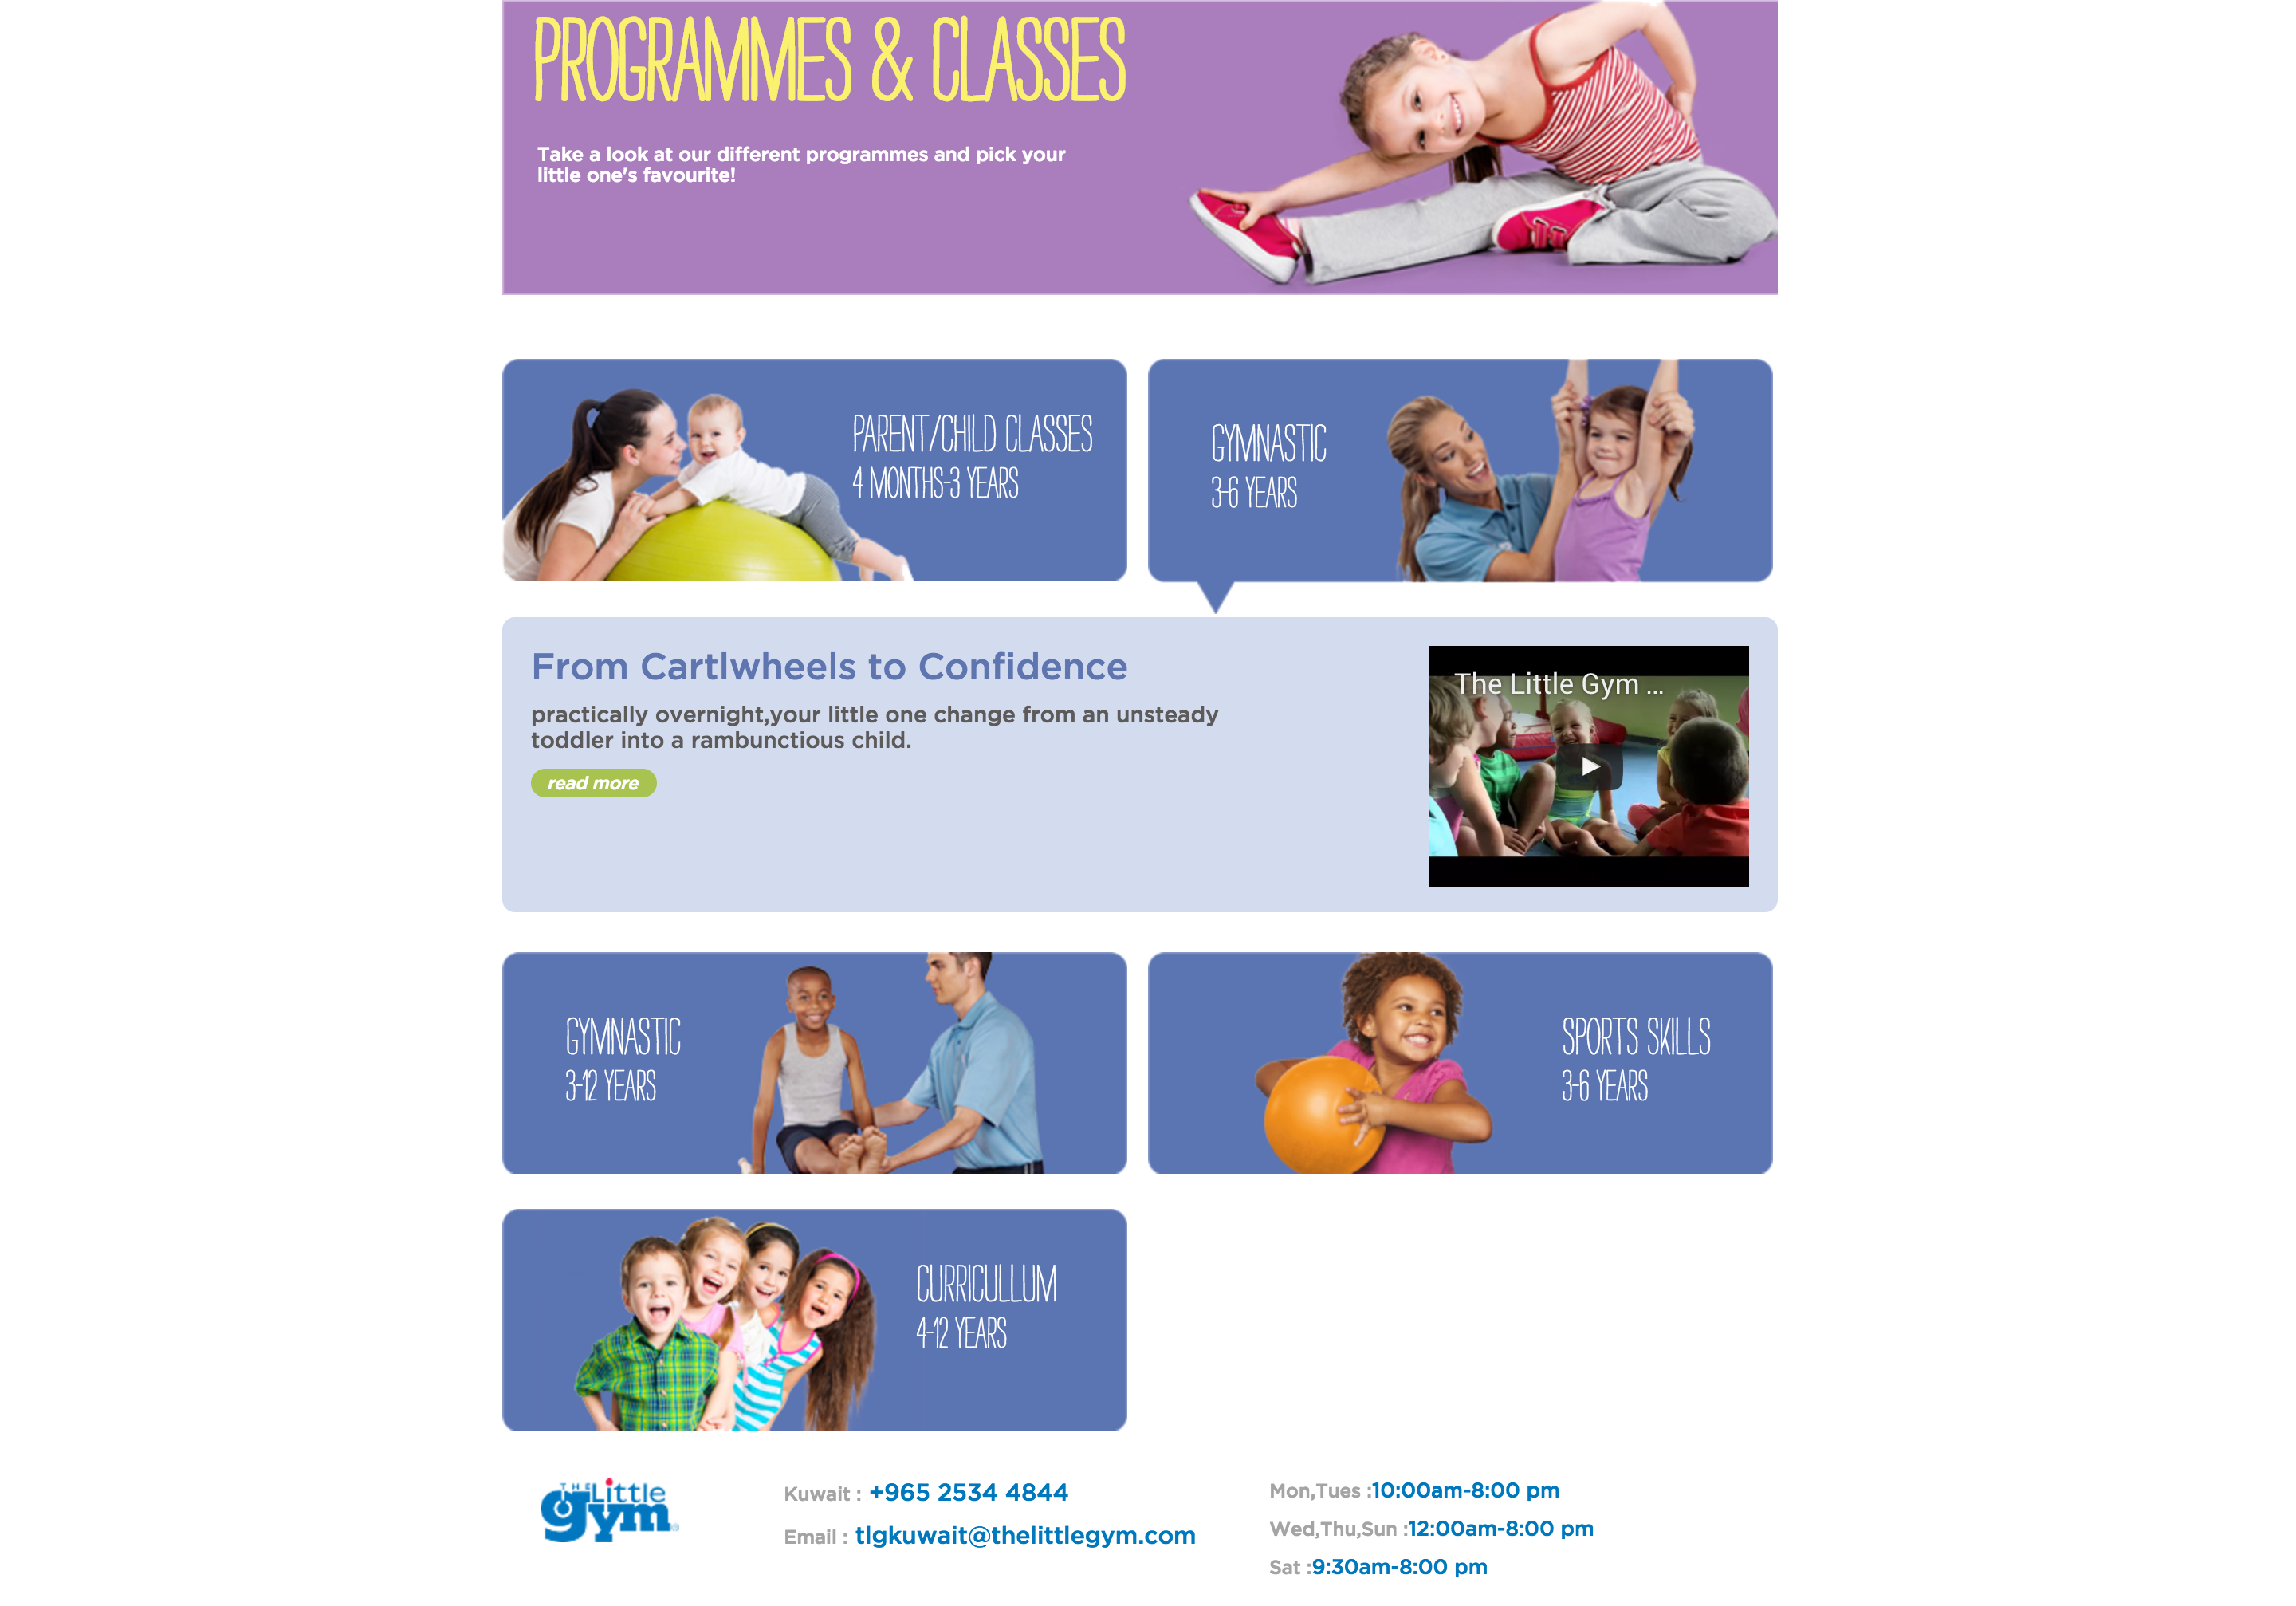 PROGRAMMES & CLASSES
Take a look at our different programmes and pick your
little one's favourite!
PARENT/CHILD CLASSES
4 MONTHS-3 YEARS
GYMNASTIC
3-6 YEARS
From Cartlwheels to Confidence
practically overnight,your little one change from an unsteady
toddler into a rambunctious child.
read more
The Little Gym ...
GYMNASTIC
3-12 YEARS
SPORTS SKILLS
3-6 YEARS
CURRICULLUM
4-12 YEARS
THE Little
gym
Kuwait : +965 2534 4844
Email : tlgkuwait@thelittlegym.com
Mon,Tues :10:00am-8:00 pm
Wed,Thu,Sun :12:00am-8:00 pm
Sat :9:30am-8:00 pm